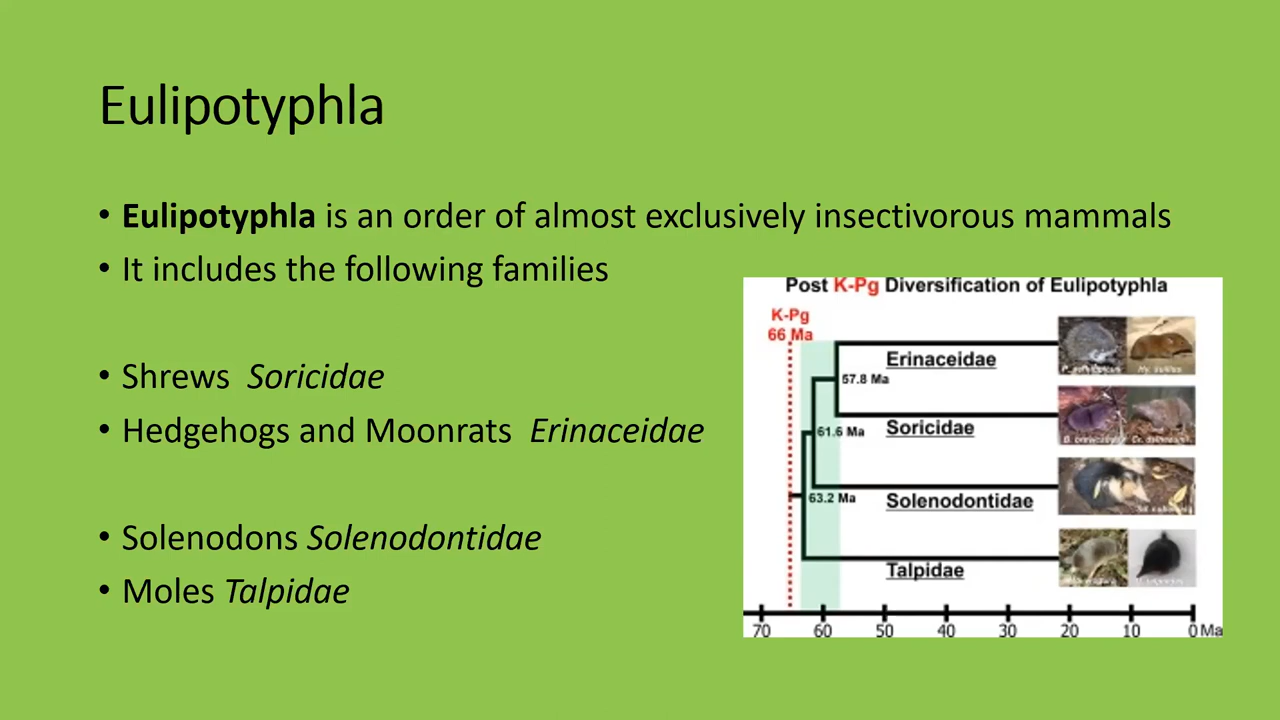 Eulipotyphla
• Eulipotyphla is an order of almost exclusively insectivorous mammals
• It includes the following families
• Shrews Soricidae
• Hedgehogs and Moonrats Erinaceidae
• Solenodons Solenodontidae
• Moles Talpidae
Post K-Pg Diversification of Eulipotyphla
K-Pg
66 Ma
Erinaceidae
57.8 Ma
Soricidae
61.6 Ma
Solenodontidae
63.2 Ma
Talpidae
70 60 50 40 30 20 10 0 Ma